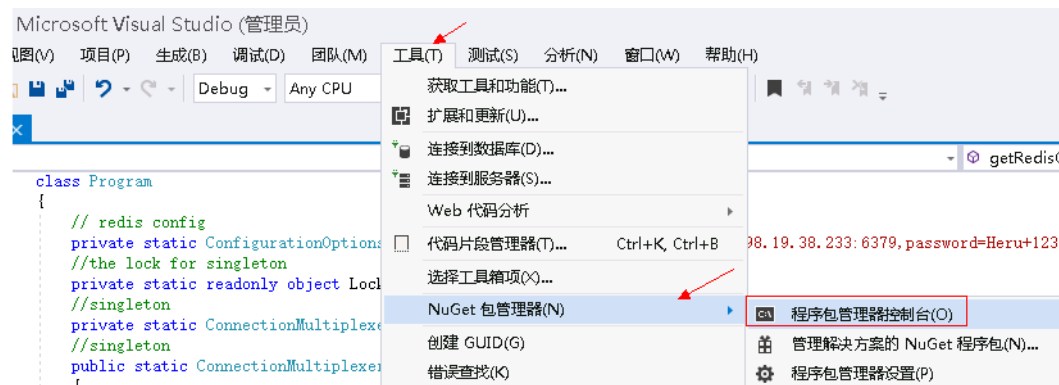 Microsoft Visual Studio (管理员)
视图(V) 项目(P) 生成(B) 调试(D) 团队(M) 工具(T) 测试(S) 分析(N) 窗口(W) 帮助(H)
Debug Any CPU
获取工具和功能(T)...
扩展和更新(U)...
连接到数据库(D)...
连接到服务器(S)...
Web 代码分析
代码片段管理器(T)... Ctrl+K, Ctrl+B
选择工具箱项(X)...
NuGet 包管理器(N)
创建 GUID(G)
错误查找(K)
程序包管理器控制台(O)
管理解决方案的 NuGet 程序包(N)...
程序包管理器设置(P)
getRedisC
class Program
{
// redis config
private static ConfigurationOptions 98.19.38.233:6379,password=Heru+123
//the lock for singleton
private static readonly object Lock
//singleton
private static ConnectionMultiplexe
//singleton
public static ConnectionMultiplexer
{